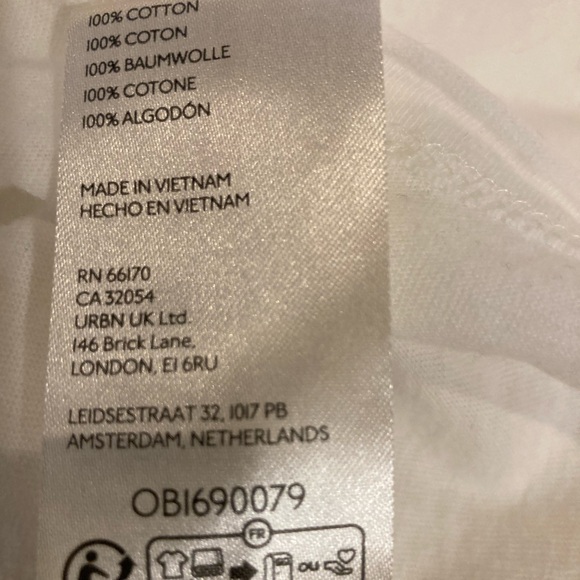 100% COTTON
100% COTON
100% BAUMWOLLE
100% COTONE
100% ALGODÓN
MADE IN VIETNAM
HECHO EN VIETNAM
RN 66170
CA 32054
URBN UK Ltd.
146 Brick Lane,
LONDON, E1 6RU
LEIDSESTRAAT 32, 1017 PB
AMSTERDAM, NETHERLANDS
OB1690079
FR
OU